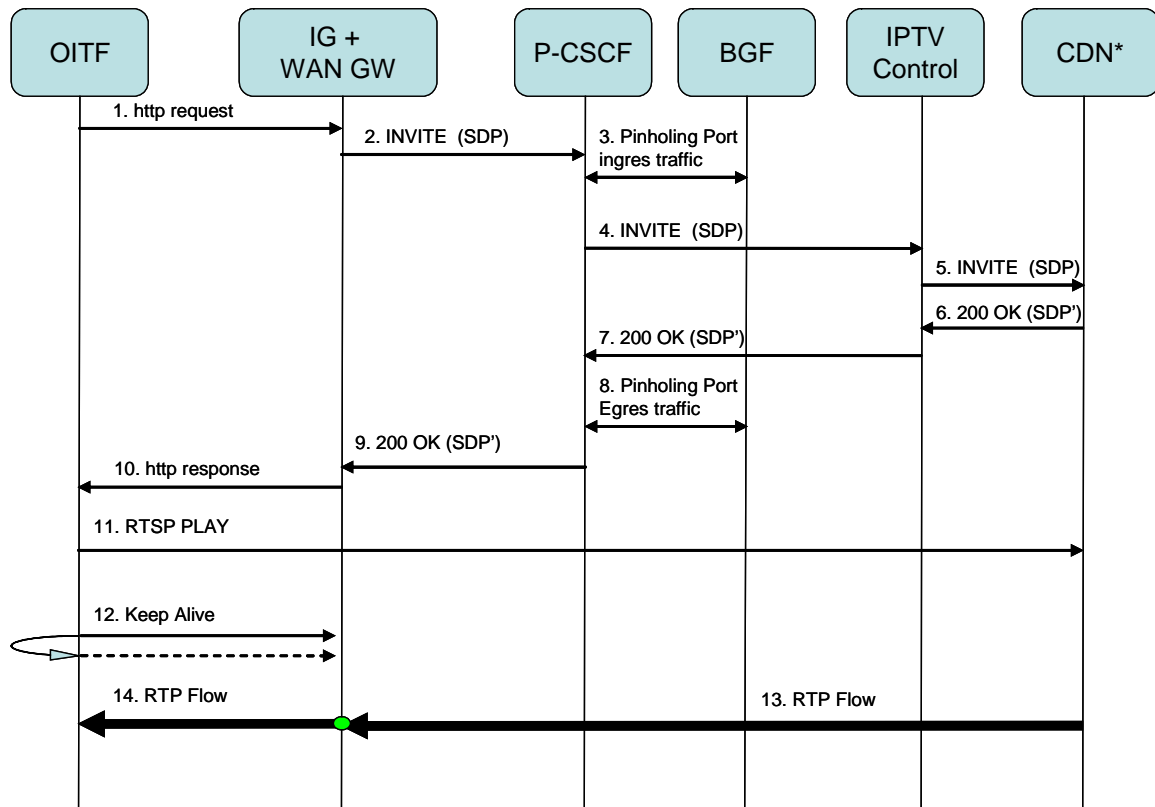 OITF
IG +
WAN GW
P-CSCF
BGF
IPTV
Control
CDN*
1. http request
2. INVITE (SDP)
3. Pinholing Port
ingres traffic
4. INVITE (SDP)
5. INVITE (SDP)
6. 200 OK (SDP')
7. 200 OK (SDP')
8. Pinholing Port
Egres traffic
9. 200 OK (SDP')
10. http response
11. RTSP PLAY
12. Keep Alive
14. RTP Flow
13. RTP Flow